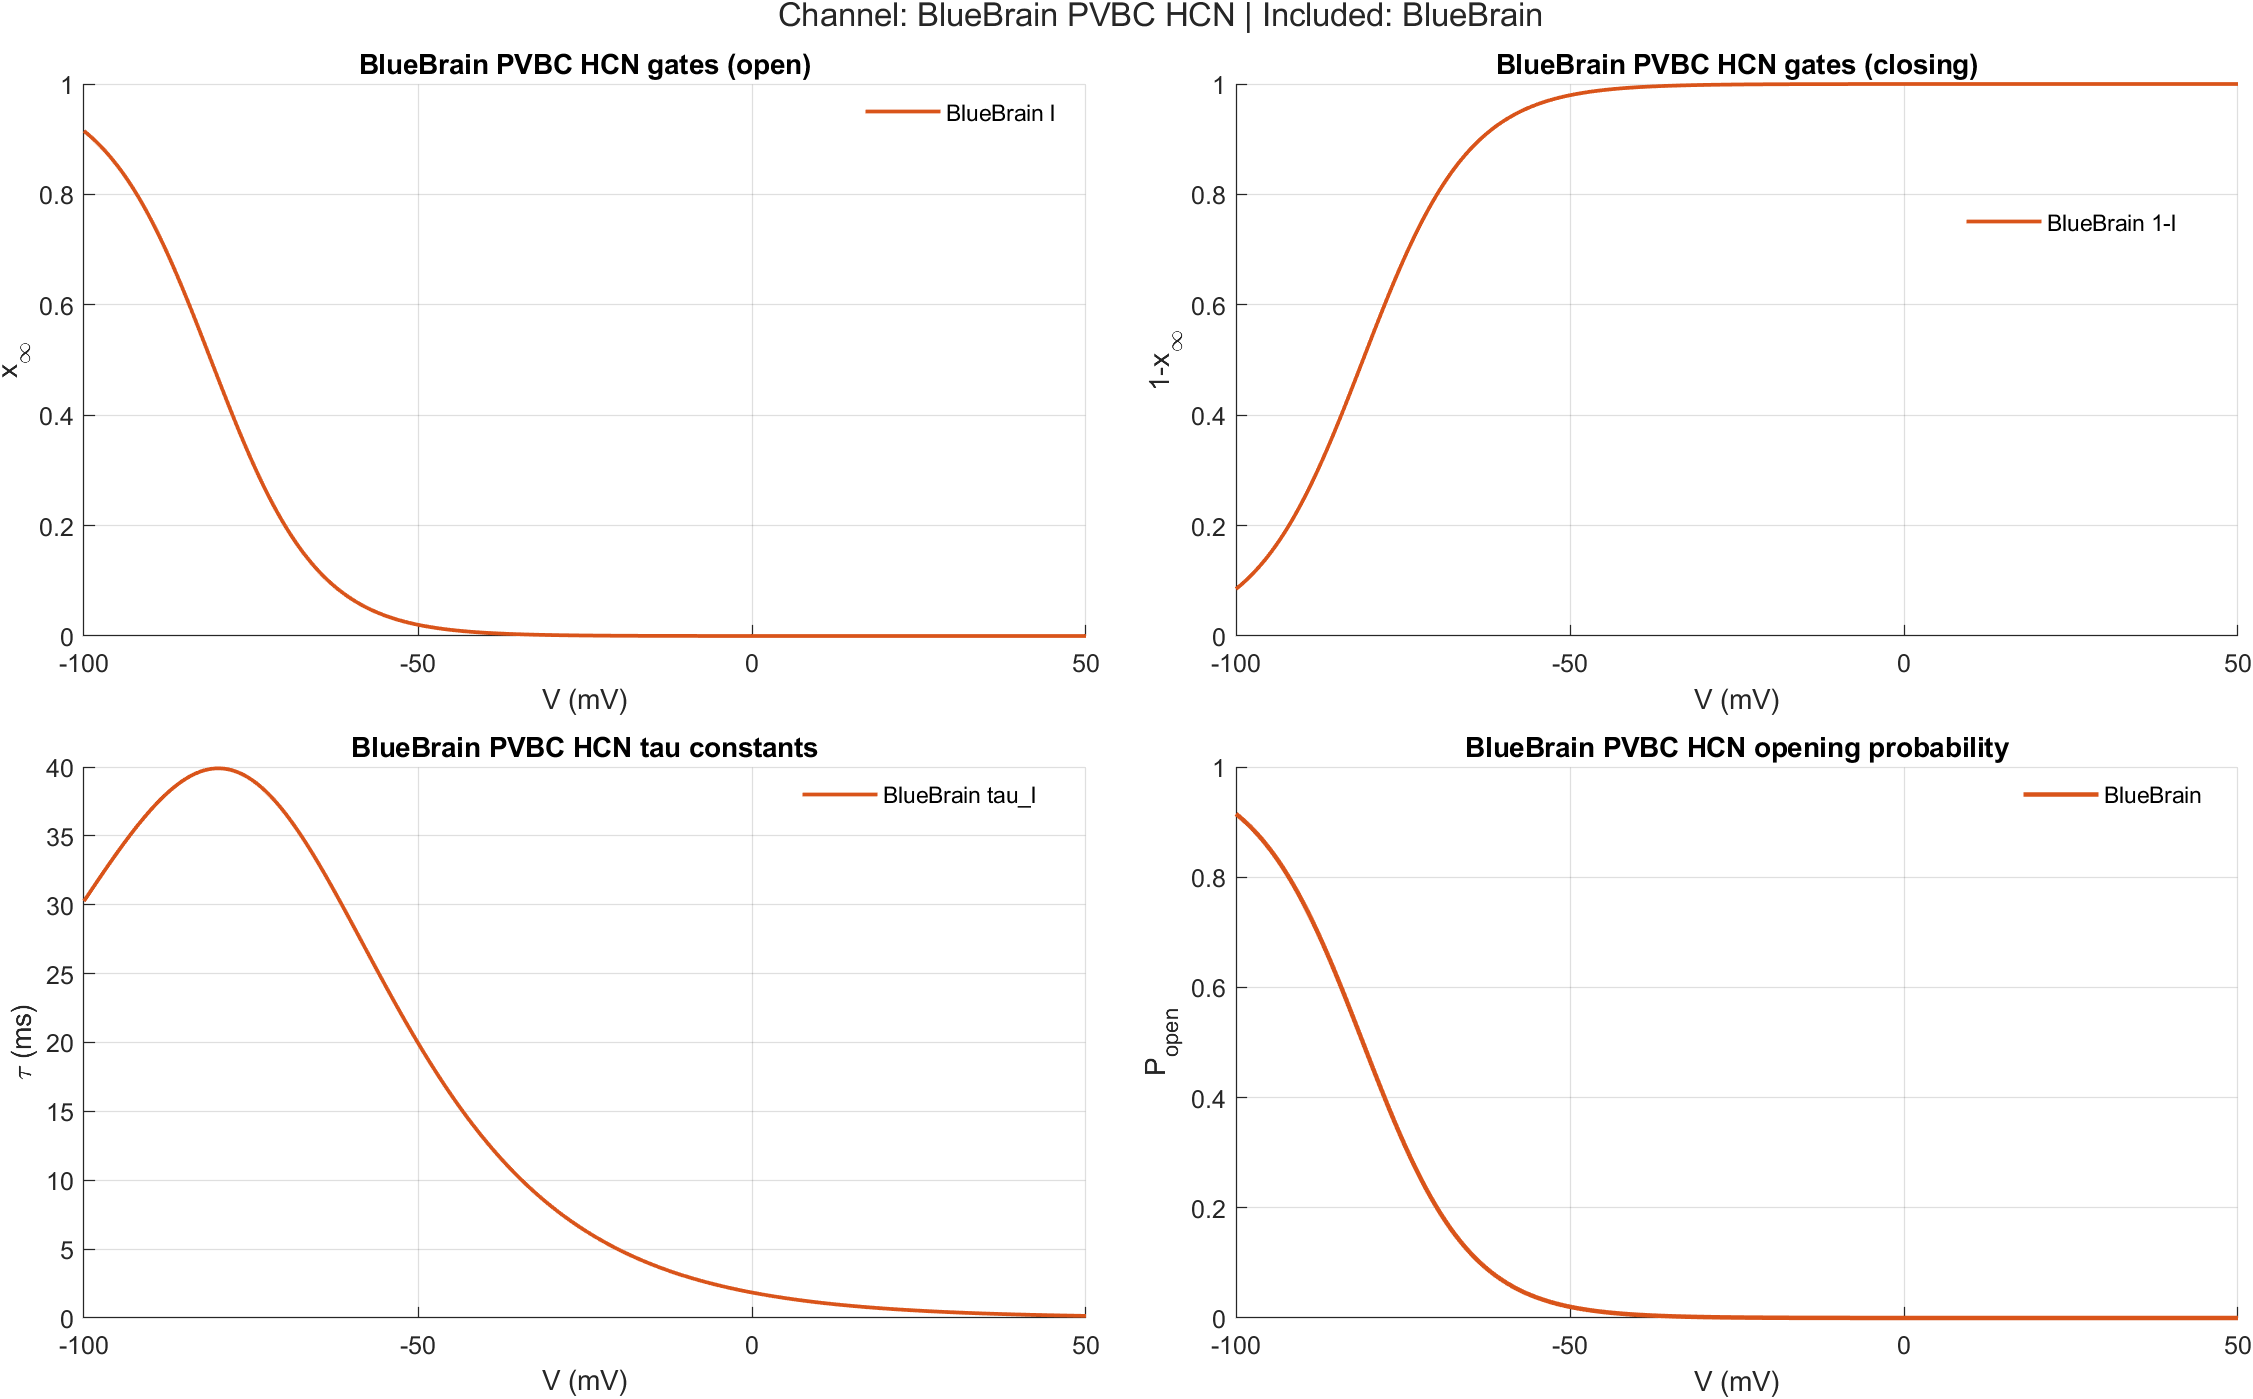 Channel: BlueBrain PVBC HCN | Included: BlueBrain
BlueBrain PVBC HCN gates (open)
BlueBrain I
1
0.8
0.6
0.4
0.2
0
x∞
-100 -50 0 50
V (mV)
BlueBrain PVBC HCN gates (closing)
BlueBrain 1-I
1
0.8
0.6
0.4
0.2
0
1-x∞
-100 -50 0 50
V (mV)
BlueBrain PVBC HCN tau constants
BlueBrain tau_I
40
35
30
25
20
15
10
5
0
τ (ms)
-100 -50 0 50
V (mV)
BlueBrain PVBC HCN opening probability
BlueBrain
1
0.8
0.6
0.4
0.2
0
Popen
-100 -50 0 50
V (mV)